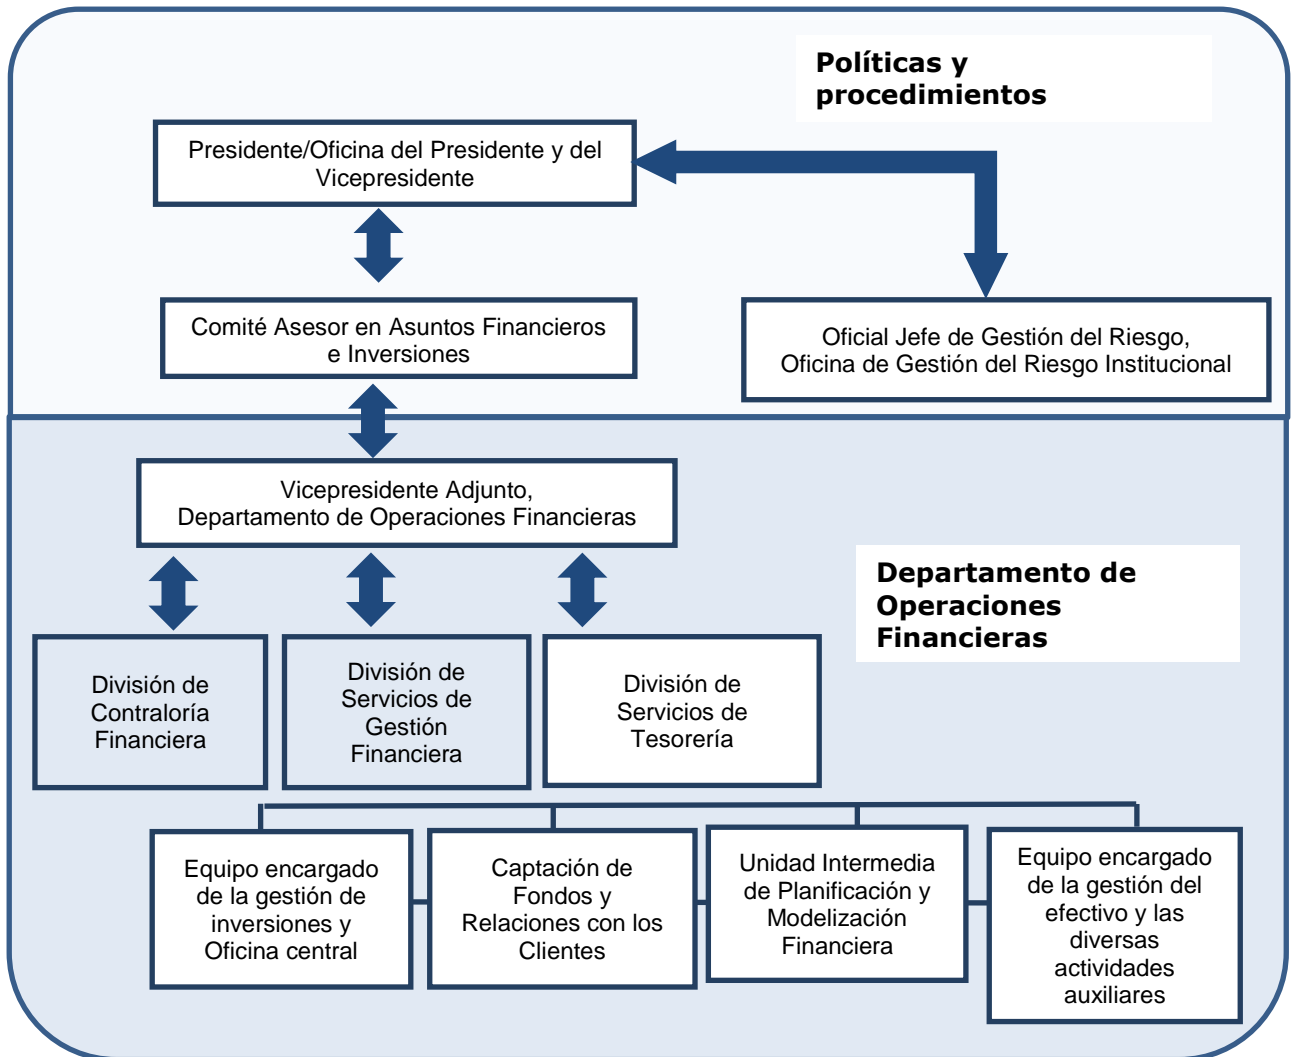 Políticas y
procedimientos
Presidente/Oficina del Presidente y del
Vicepresidente
Comité Asesor en Asuntos Financieros
e Inversiones
Oficial Jefe de Gestión del Riesgo,
Oficina de Gestión del Riesgo Institucional
Vicepresidente Adjunto,
Departamento de Operaciones Financieras
Departamento de
Operaciones
Financieras
División de
Contraloría
Financiera
División de
Servicios de
Gestión
Financiera
División de
Servicios de
Tesorería
Equipo encargado
de la gestión de
inversiones y
Oficina central
Captación de
Fondos y
Relaciones con los
Clientes
Unidad Intermedia
de Planificación y
Modelización
Financiera
Equipo encargado
de la gestión del
efectivo y las
diversas
actividades
auxiliares